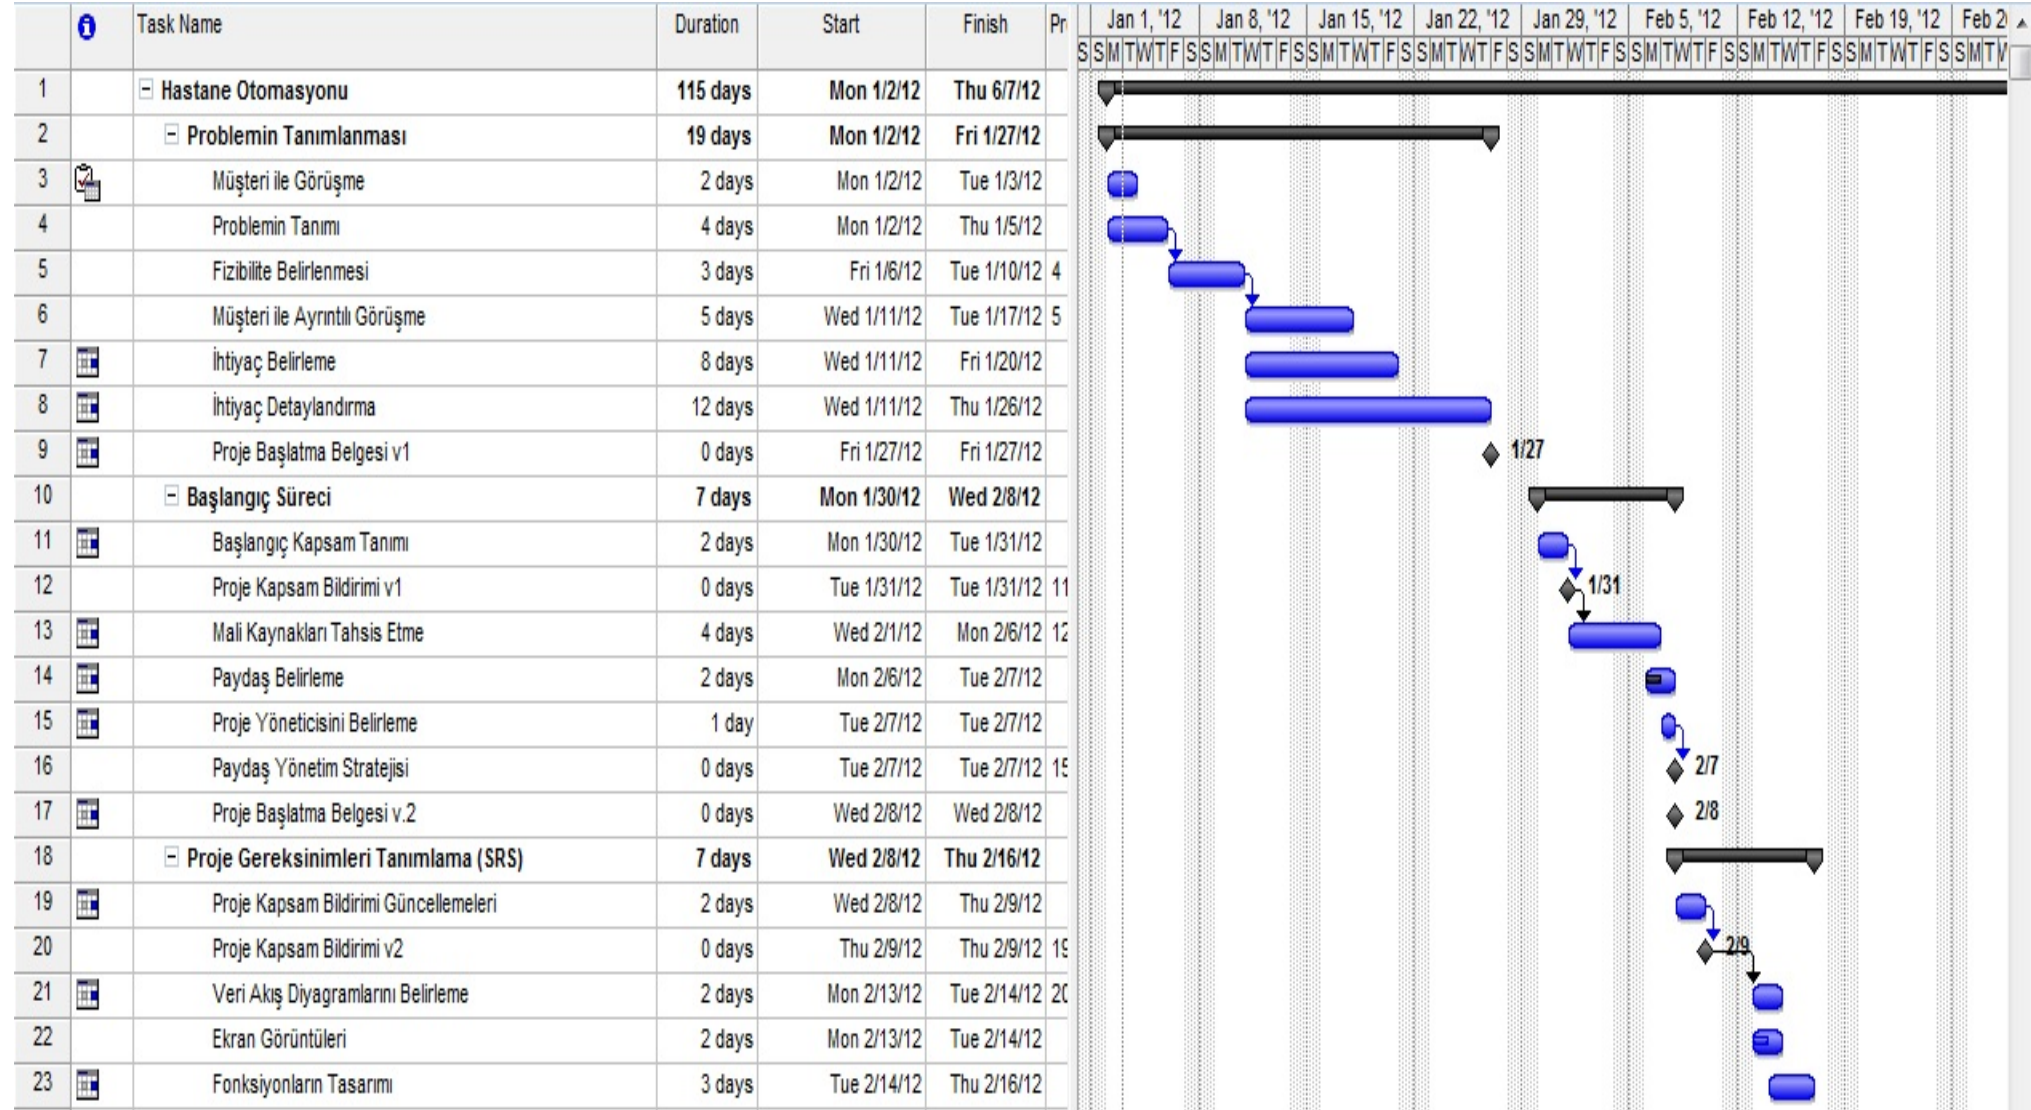 Task Name Duration Start Finish Jan 1, '12 Jan 8, '12 Jan 15, '12 Jan 22, '12 Jan 29, '12 Feb 5, '12 Feb 12, '12 Feb 19, '12
S S M T W T F S S M T W T F S S M T W T F S S M T W T F S S M T W T F S S M T W T F S S M T W T F S S M T W T F S S M T W
1 Hastane Otomasyonu 115 days Mon 1/2/12 Thu 6/7/12
2 Problemin Tanımlanması 19 days Mon 1/2/12 Fri 1/27/12
3 Müşteri ile Görüşme 2 days Mon 1/2/12 Tue 1/3/12
4 Problemin Tanımı 4 days Mon 1/2/12 Thu 1/5/12
5 Fizibilite Belirlenmesi 3 days Fri 1/6/12 Tue 1/10/12 4
6 Müşteri ile Ayrıntılı Görüşme 5 days Wed 1/11/12 Tue 1/17/12 5
7 İhtiyaç Belirleme 8 days Wed 1/11/12 Fri 1/20/12
8 İhtiyaç Detaylandırma 12 days Wed 1/11/12 Thu 1/26/12
9 Proje Başlatma Belgesi v1 0 days Fri 1/27/12 Fri 1/27/12 1/27
10 Başlangıç Süreci 7 days Mon 1/30/12 Wed 2/8/12
11 Başlangıç Kapsam Tanımı 2 days Mon 1/30/12 Tue 1/31/12
12 Proje Kapsam Bildirimi v1 0 days Tue 1/31/12 Tue 1/31/12 11 1/31
13 Mali Kaynakları Tahsis Etme 4 days Wed 2/1/12 Mon 2/6/12 12
14 Paydaş Belirleme 2 days Mon 2/6/12 Tue 2/7/12
15 Proje Yöneticisini Belirleme 1 day Tue 2/7/12 Tue 2/7/12
16 Paydaş Yönetim Stratejisi 0 days Tue 2/7/12 Tue 2/7/12 15 2/7
17 Proje Başlatma Belgesi v.2 0 days Wed 2/8/12 Wed 2/8/12 2/8
18 Proje Gereksinimleri Tanımlama (SRS) 7 days Wed 2/8/12 Thu 2/16/12
19 Proje Kapsam Bildirimi Güncellemeleri 2 days Wed 2/8/12 Thu 2/9/12
20 Proje Kapsam Bildirimi v2 0 days Thu 2/9/12 Thu 2/9/12 19 2/9
21 Veri Akış Diyagramlarını Belirleme 2 days Mon 2/13/12 Tue 2/14/12 20
22 Ekran Görüntüleri 2 days Mon 2/13/12 Tue 2/14/12
23 Fonksiyonların Tasarımı 3 days Tue 2/14/12 Thu 2/16/12